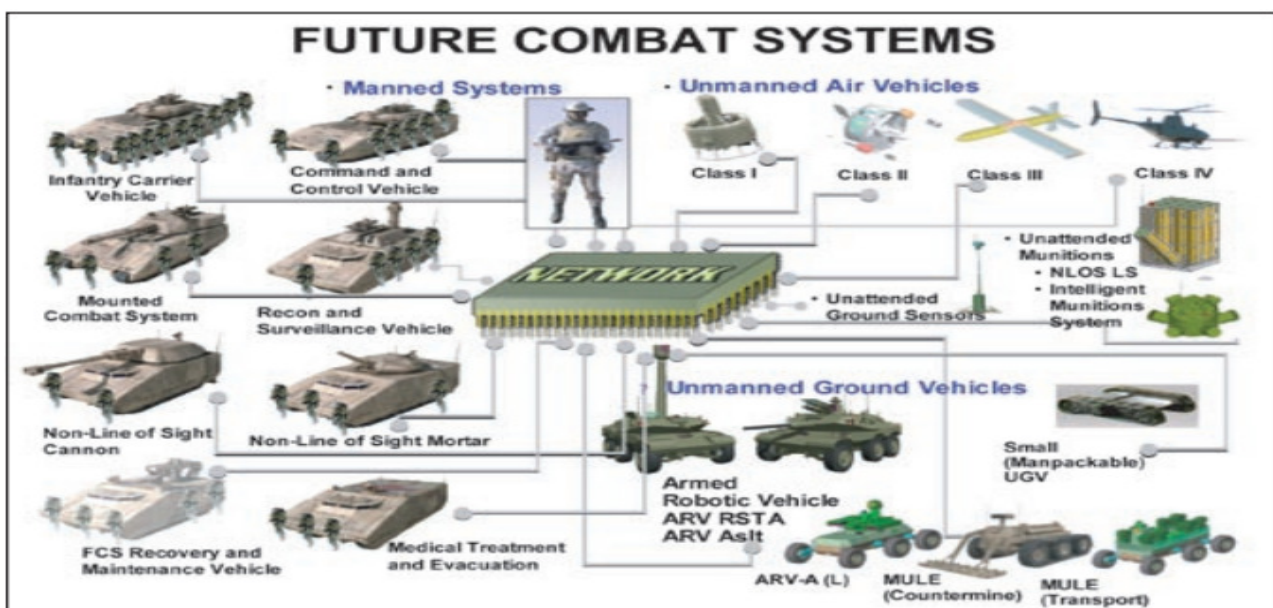 FUTURE COMBAT SYSTEMS
• Manned Systems
• Unmanned Air Vehicles
Infantry Carrier
Vehicle
Command and
Control Vehicle
Class I
Class II
Class III
Class IV
Mounted
Combat System
Recon and
Surveillance Vehicle
NETWORK
• Unattended
Ground Sensors
• Unattended
Munitions
• NLOS LS
• Intelligent
Munitions
System
Non-Line of Sight
Cannon
Non-Line of Sight Mortar
Unmanned Ground Vehicles
Small
(Manpackable)
UGV
FCS Recovery and
Maintenance Vehicle
Medical Treatment
and Evacuation
Armed
Robotic Vehicle
ARV RSTA
ARV Aslt
ARV-A (L)
MULE
(Countermine)
MULE
(Transport)